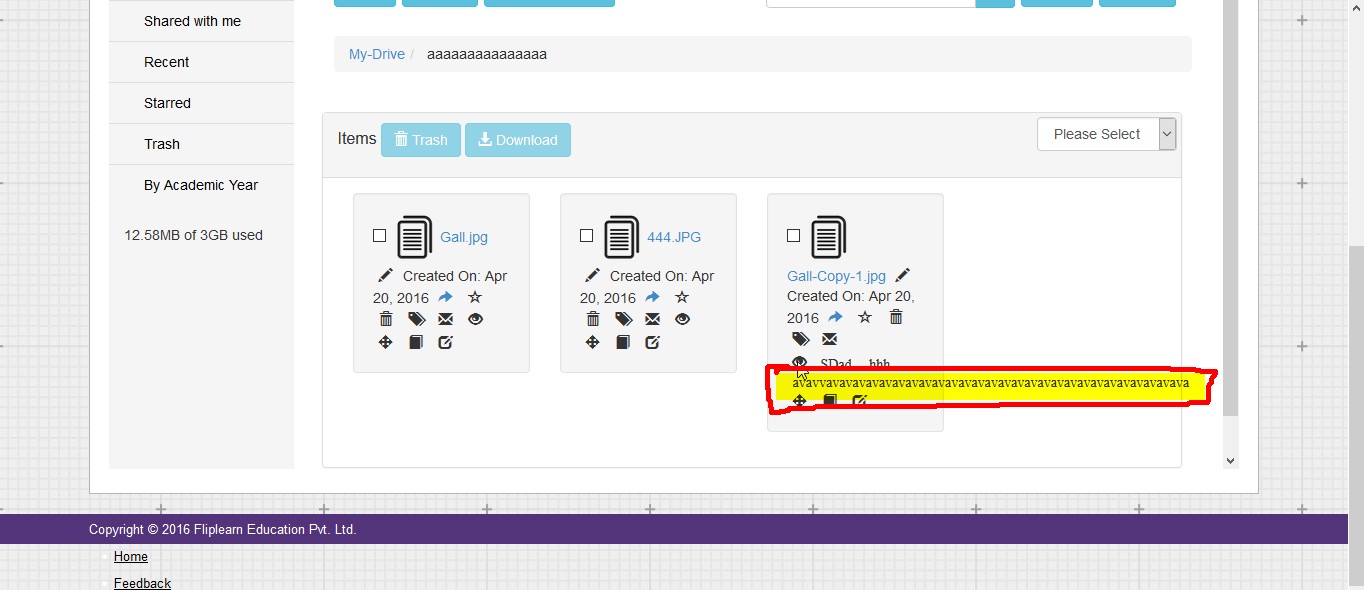 Shared with me
Recent
Starred
Trash
By Academic Year
12.58MB of 3GB used
My-Drive / aaaaaaaaaaaaaaa
Items Trash Download
Please Select
Gall.jpg
Created On: Apr
20, 2016
444.JPG
Created On: Apr
20, 2016
Gall-Copy-1.jpg
Created On: Apr 20,
2016
SDad hhh
Copyright © 2016 Fliplearn Education Pvt. Ltd.
Home
Feedback